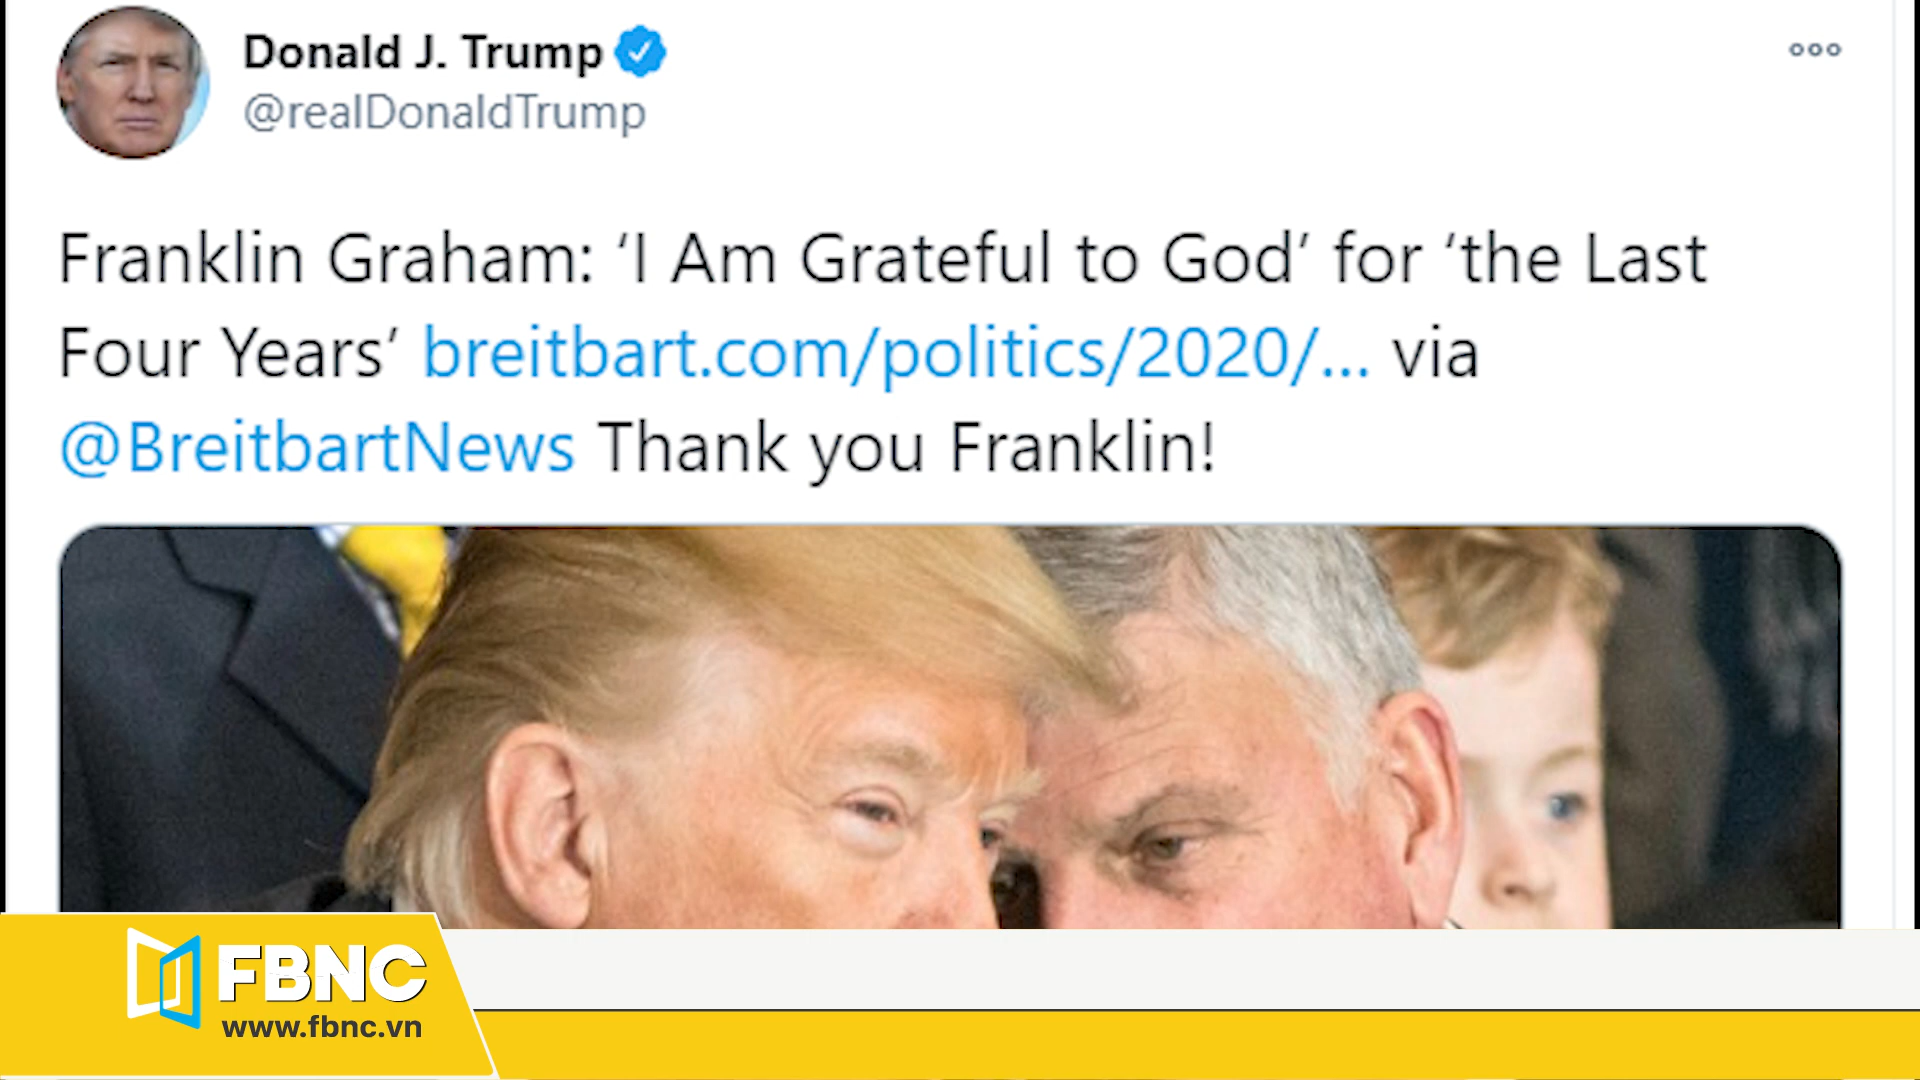 Donald J. Trump
@realDonaldTrump
Franklin Graham: ‘I Am Grateful to God’ for ‘the Last
Four Years’ breitbart.com/politics/2020/... via
@BreitbartNews Thank you Franklin!
FBNC
www.fbnc.vn